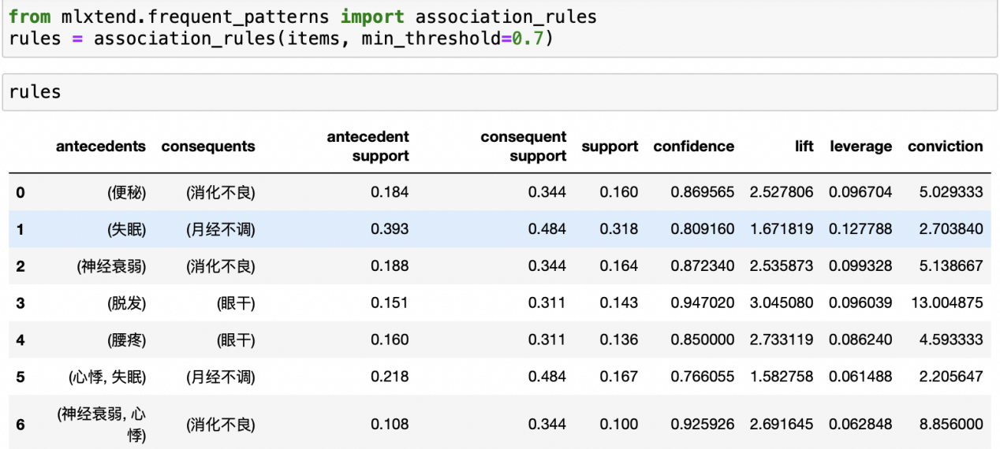 from mlxtend.frequent_patterns import association_rules
rules = association_rules(items, min_threshold=0.7)
rules
antecedents consequents antecedent support consequent support support confidence lift leverage conviction
0 (便秘) (消化不良) 0.184 0.344 0.160 0.869565 2.527806 0.096704 5.029333
1 (失眠) (月经不调) 0.393 0.484 0.318 0.809160 1.671819 0.127788 2.703840
2 (神经衰弱) (消化不良) 0.188 0.344 0.164 0.872340 2.535873 0.099328 5.138667
3 (脱发) (眼干) 0.151 0.311 0.143 0.947020 3.045080 0.096039 13.004875
4 (腰疼) (眼干) 0.160 0.311 0.136 0.850000 2.733119 0.086240 4.593333
5 (心悸, 失眠) (月经不调) 0.218 0.484 0.167 0.766055 1.582758 0.061488 2.205647
6 (神经衰弱, 心悸) (消化不良) 0.108 0.344 0.100 0.925926 2.691645 0.062848 8.856000